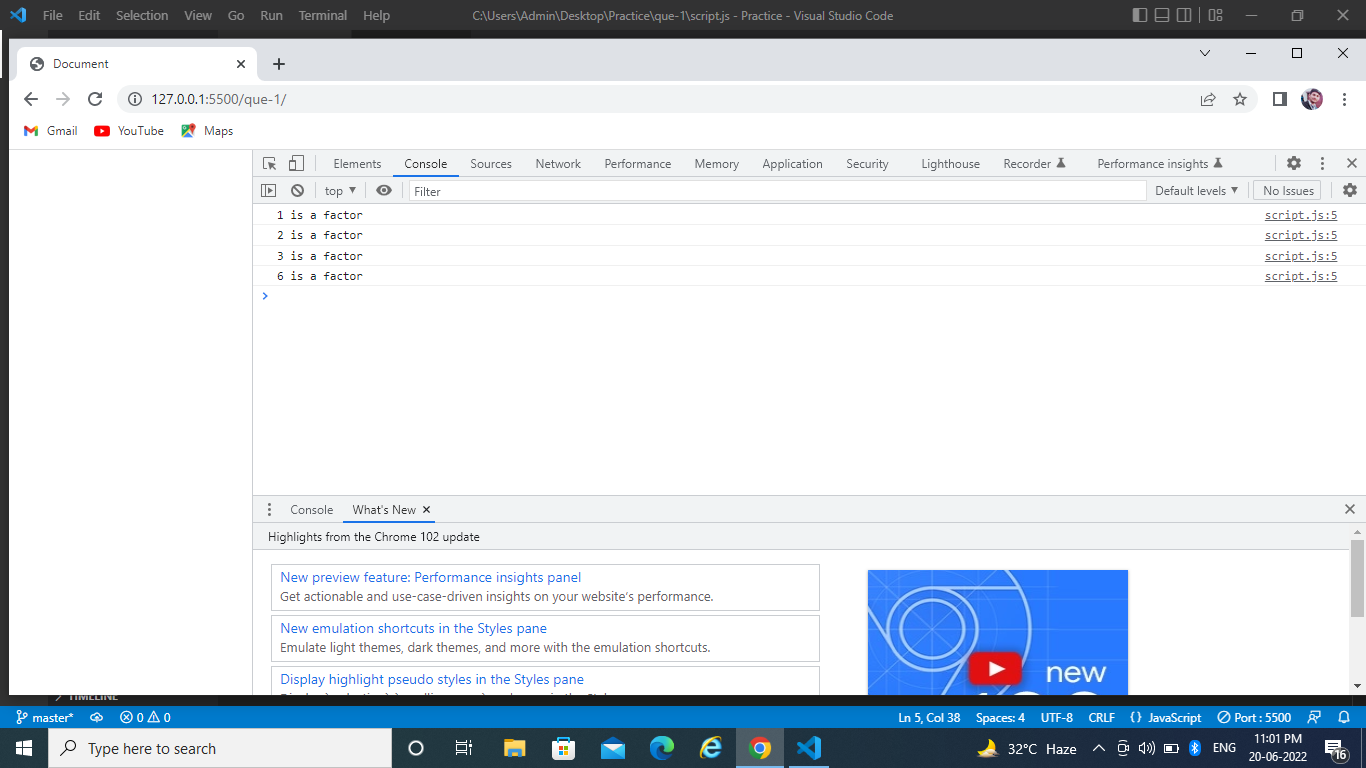 File Edit Selection View Go Run Terminal Help C:\Users\Admin\Desktop\Practice\que-1\script.js - Practice - Visual Studio Code
Document
127.0.0.1:5500/que-1/
Gmail YouTube Maps
Elements Console Sources Network Performance Memory Application Security Lighthouse Recorder Performance insights
top Filter Default levels No Issues
1 is a factor script.js:5
2 is a factor script.js:5
3 is a factor script.js:5
6 is a factor script.js:5
Console What's New
Highlights from the Chrome 102 update
New preview feature: Performance insights panel
Get actionable and use-case-driven insights on your website's performance.
New emulation shortcuts in the Styles pane
Emulate light themes, dark themes, and more with the emulation shortcuts.
Display highlight pseudo styles in the Styles pane
new
TIMELINE
master* 0 0 Ln 5, Col 38 Spaces: 4 UTF-8 CRLF {} JavaScript Port : 5500
Type here to search 32°C Haze ENG 11:01 PM
20-06-2022 16